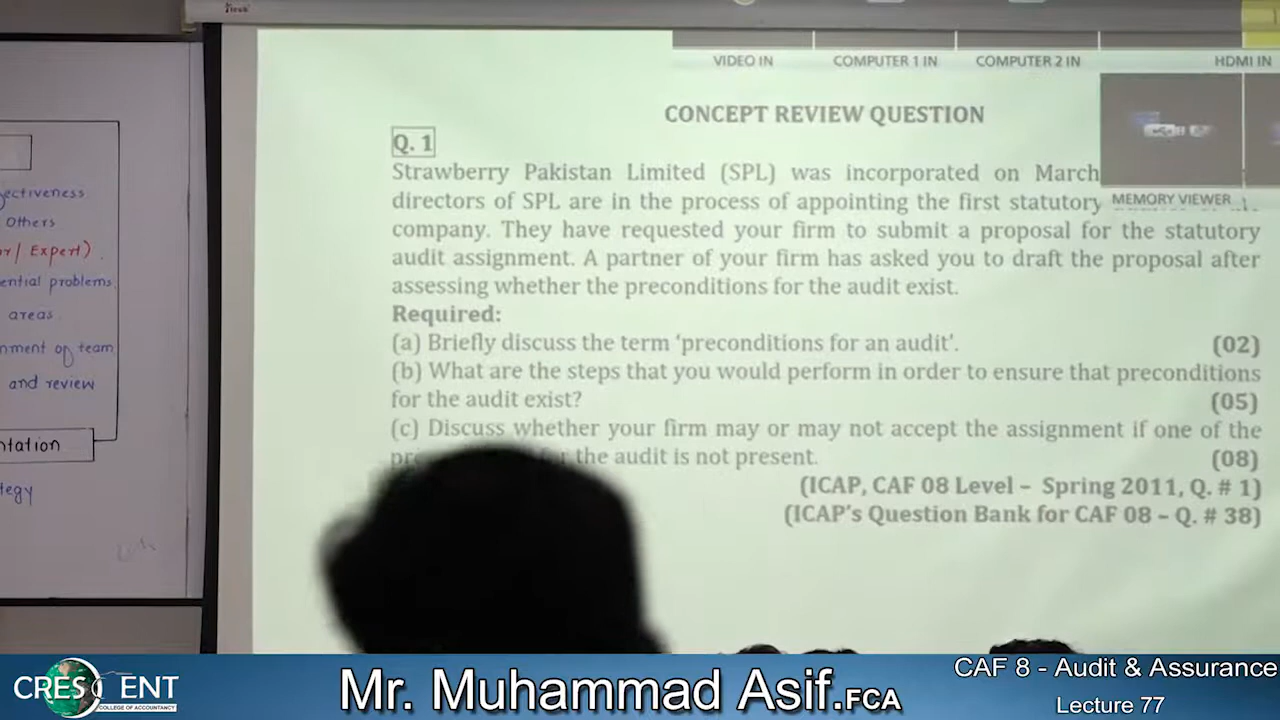 VIDEO IN
COMPUTER 1 IN
COMPUTER 2 IN
HDMI IN
MEMORY VIEWER
CONCEPT REVIEW QUESTION
Q. 1
Strawberry Pakistan Limited (SPL) was incorporated on March
directors of SPL are in the process of appointing the first statutory
company. They have requested your firm to submit a proposal for the statutory
audit assignment. A partner of your firm has asked you to draft the proposal after
assessing whether the preconditions for the audit exist.
Required:
(a) Briefly discuss the term ‘preconditions for an audit’. (02)
(b) What are the steps that you would perform in order to ensure that preconditions
for the audit exist? (05)
(c) Discuss whether your firm may or may not accept the assignment if one of the
the audit is not present. (08)
(ICAP, CAF 08 Level – Spring 2011, Q. # 1)
(ICAP’s Question Bank for CAF 08 – Q. # 38)
Others
/ Expert)
problems
areas
of team
and review
CRESCENT
COLLEGE OF ACCOUNTANCY
Mr. Muhammad Asif.FCA
CAF 8 - Audit & Assurance
Lecture 77